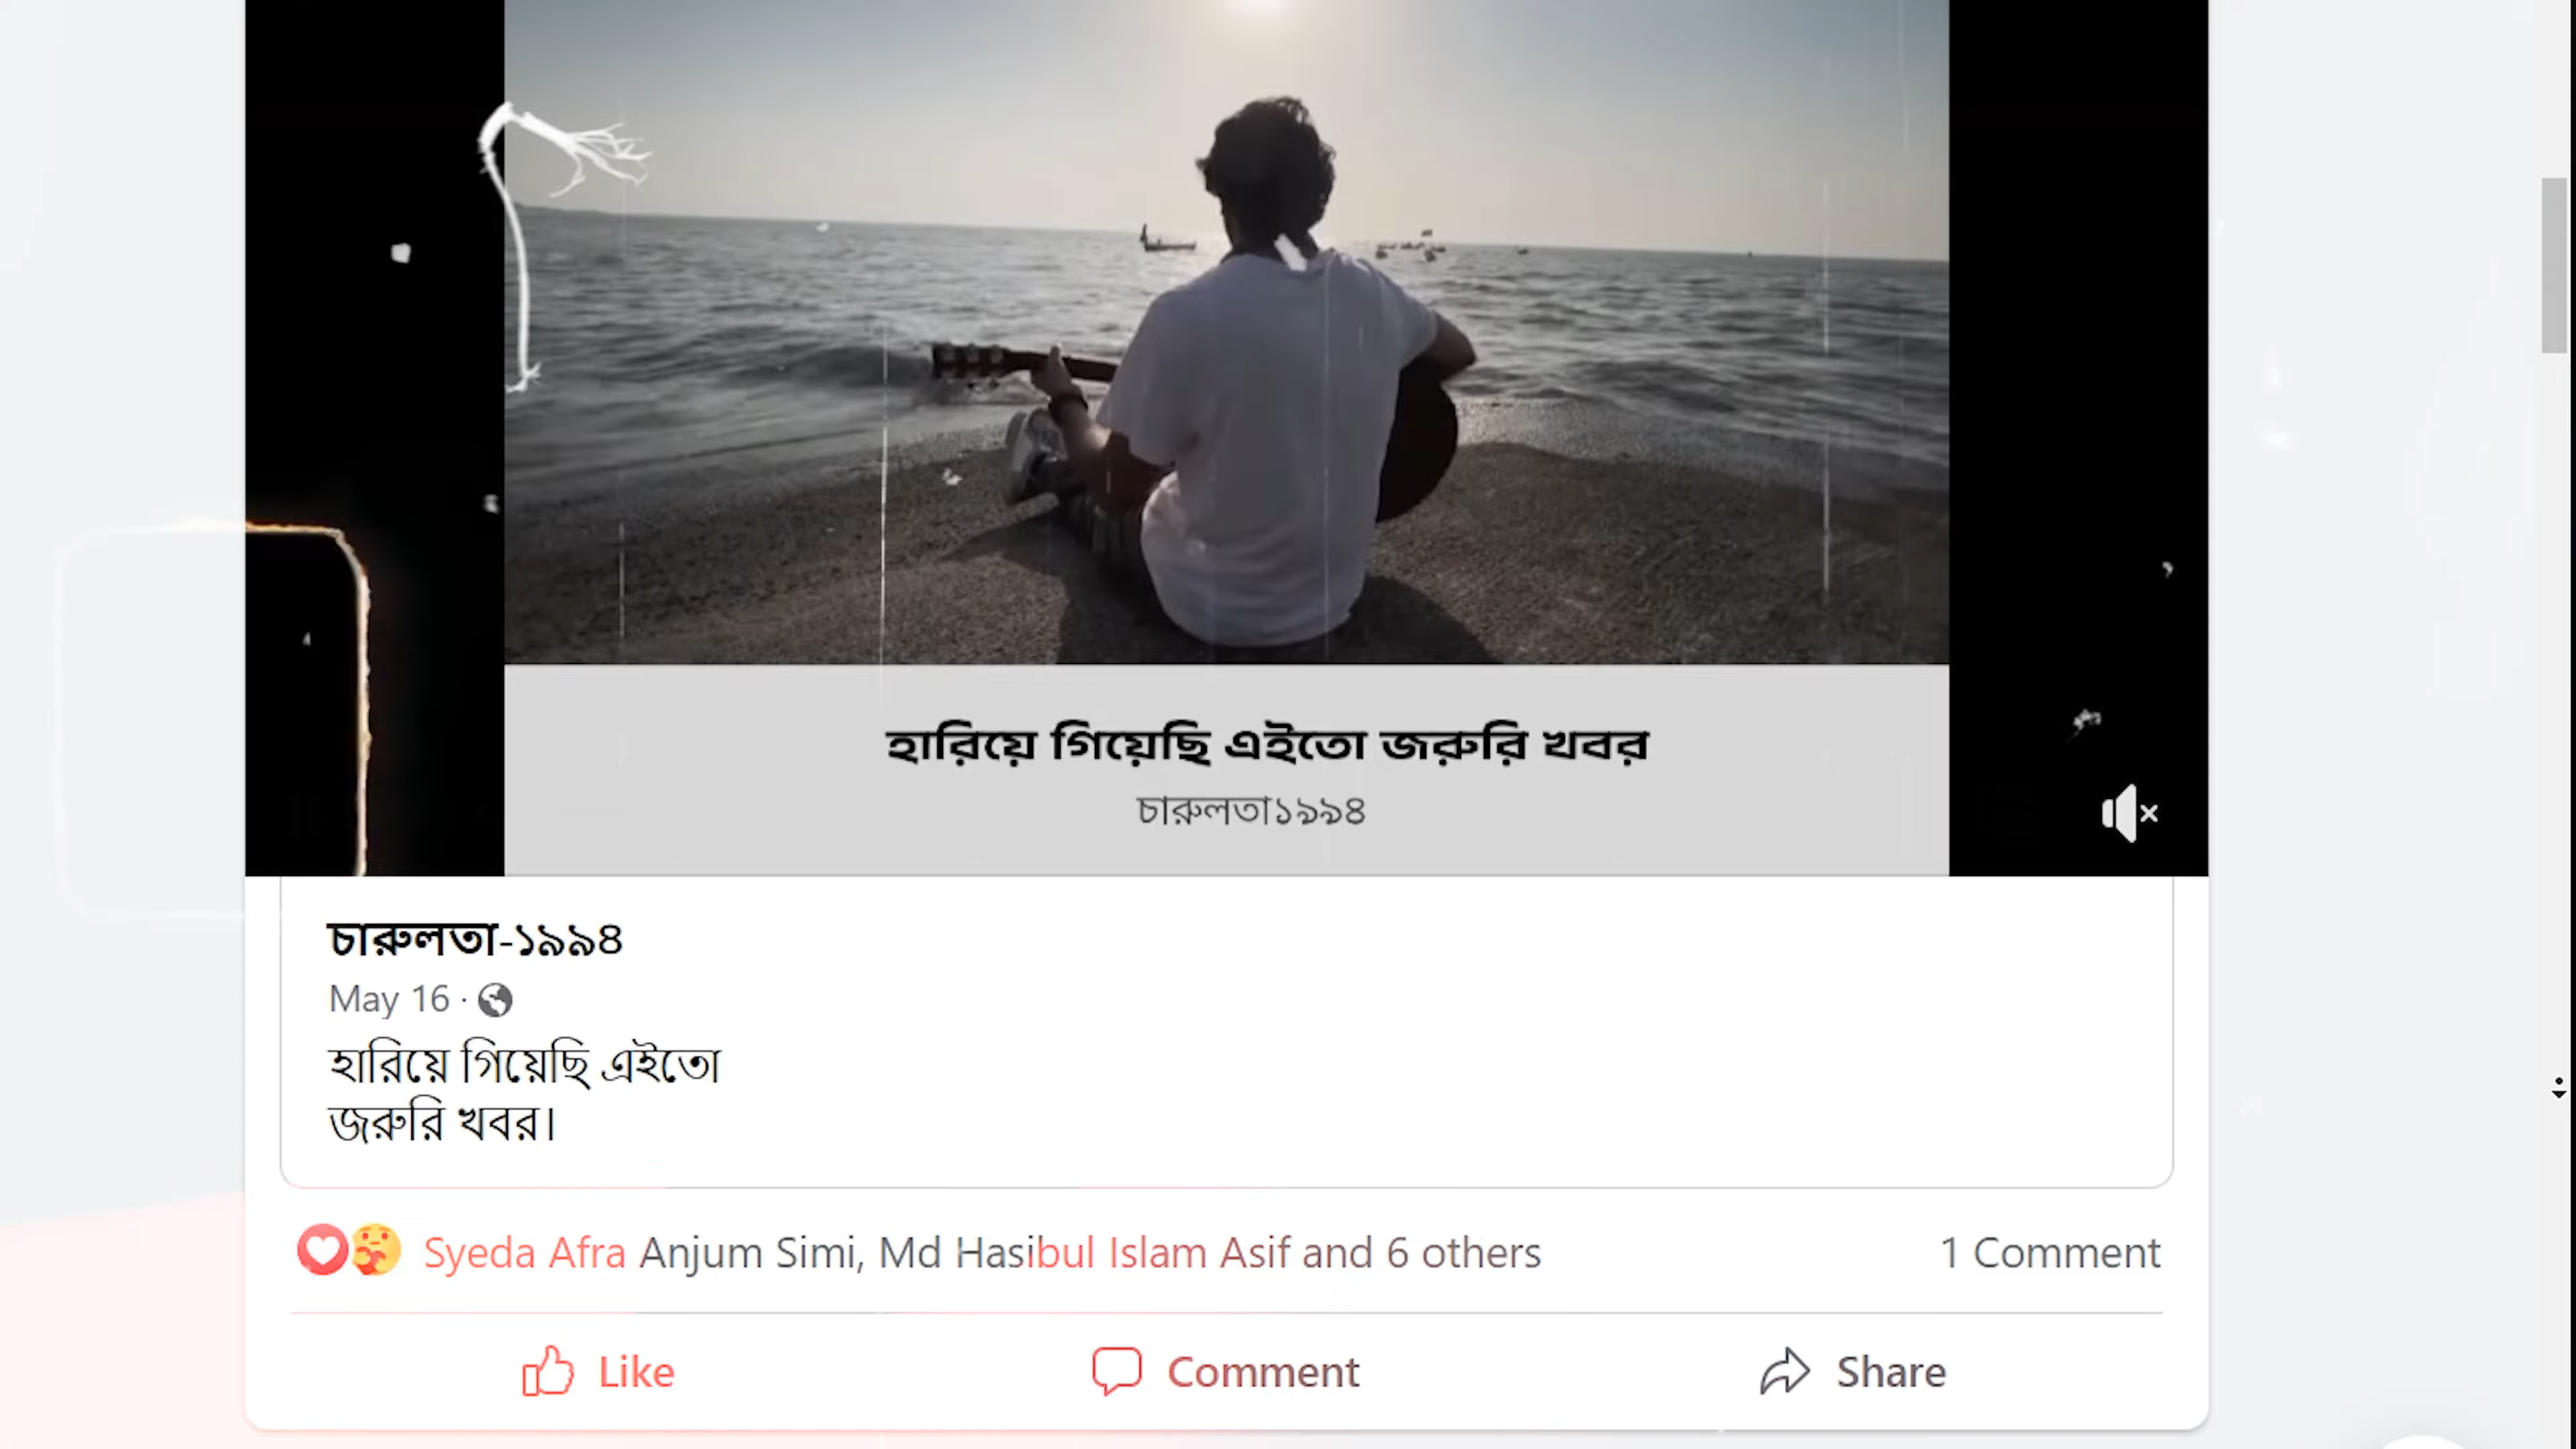 হারিয়ে গিয়েছি এইতো জরুরি খবর
চারুলতা১৯৯৪
চারুলতা-১৯৯৪
May 16 ·
হারিয়ে গিয়েছি এইতো
জরুরি খবর।
Syeda Afra Anjum Simi, Md Hasibul Islam Asif and 6 others
1 Comment
Like
Comment
Share